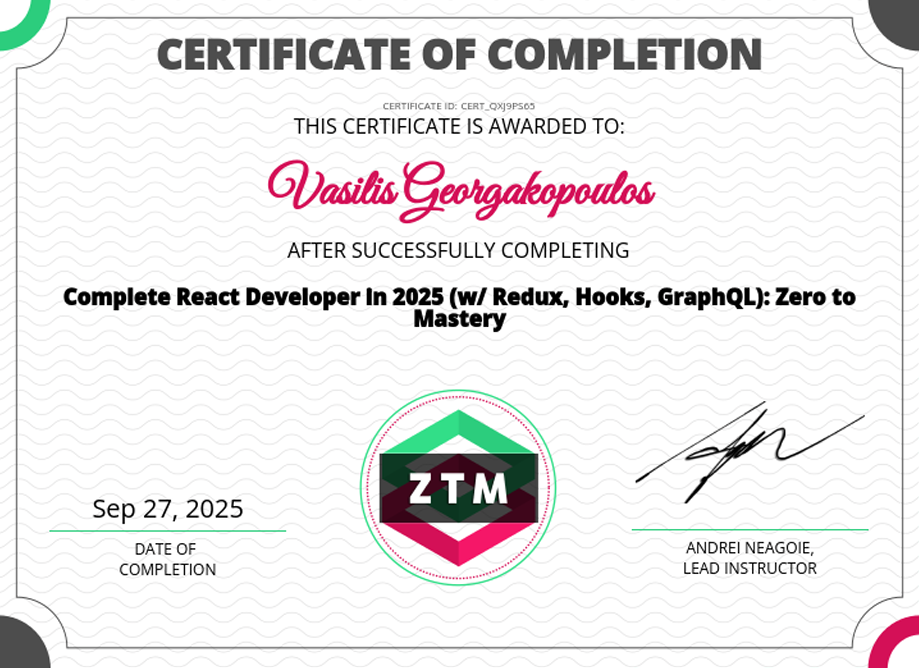 CERTIFICATE OF COMPLETION
CERTIFICATE ID: CERT_QXJ9PS65
THIS CERTIFICATE IS AWARDED TO:
Vasilis Georgakopoulos
AFTER SUCCESSFULLY COMPLETING
Complete React Developer in 2025 (w/ Redux, Hooks, GraphQL): Zero to
Mastery
ZTM
Sep 27, 2025
DATE OF
COMPLETION
ANDREI NEAGOIE,
LEAD INSTRUCTOR